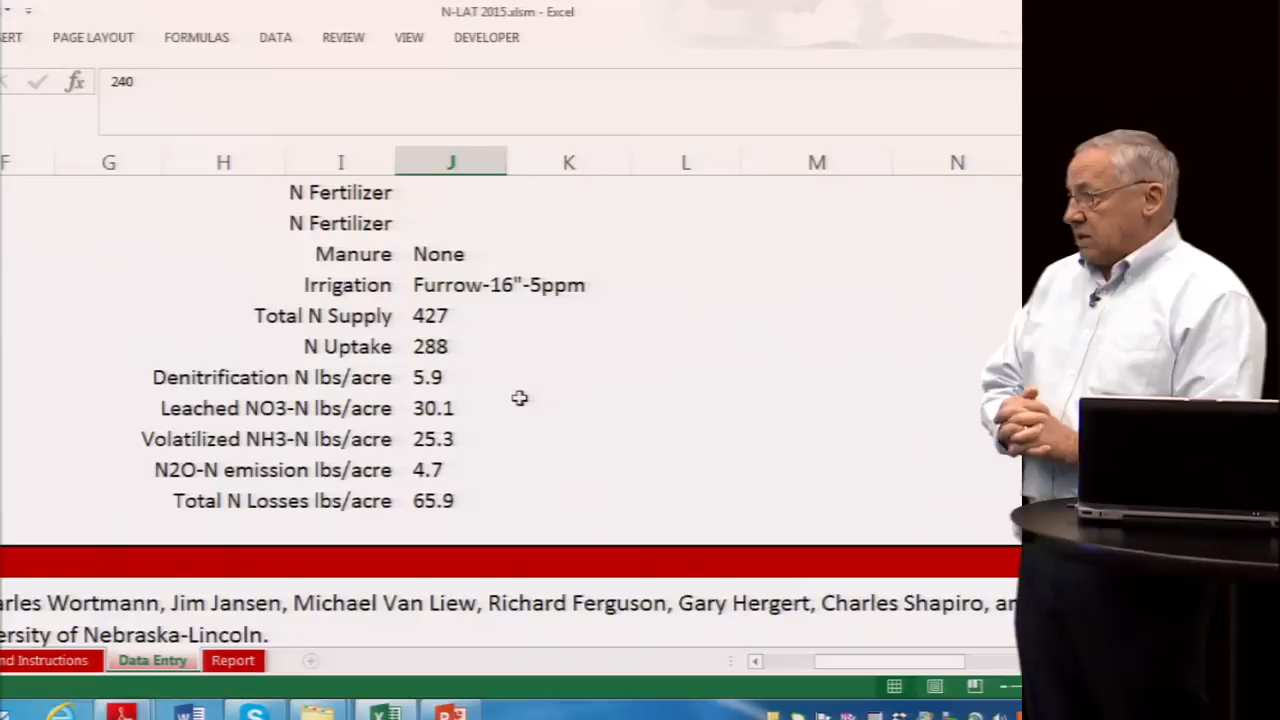 N-LAT 2015.xlsm - Excel
ERT PAGE LAYOUT FORMULAS DATA REVIEW VIEW DEVELOPER
fx 240
F G H I J K L M N
N Fertilizer
N Fertilizer
Manure None
Irrigation Furrow-16"-5ppm
Total N Supply 427
N Uptake 288
Denitrification N lbs/acre 5.9
Leached NO3-N lbs/acre 30.1
Volatilized NH3-N lbs/acre 25.3
N2O-N emission lbs/acre 4.7
Total N Losses lbs/acre 65.9
arles Wortmann, Jim Jansen, Michael Van Liew, Richard Ferguson, Gary Hergert, Charles Shapiro, an
ersity of Nebraska-Lincoln.
nd Instructions Data Entry Report